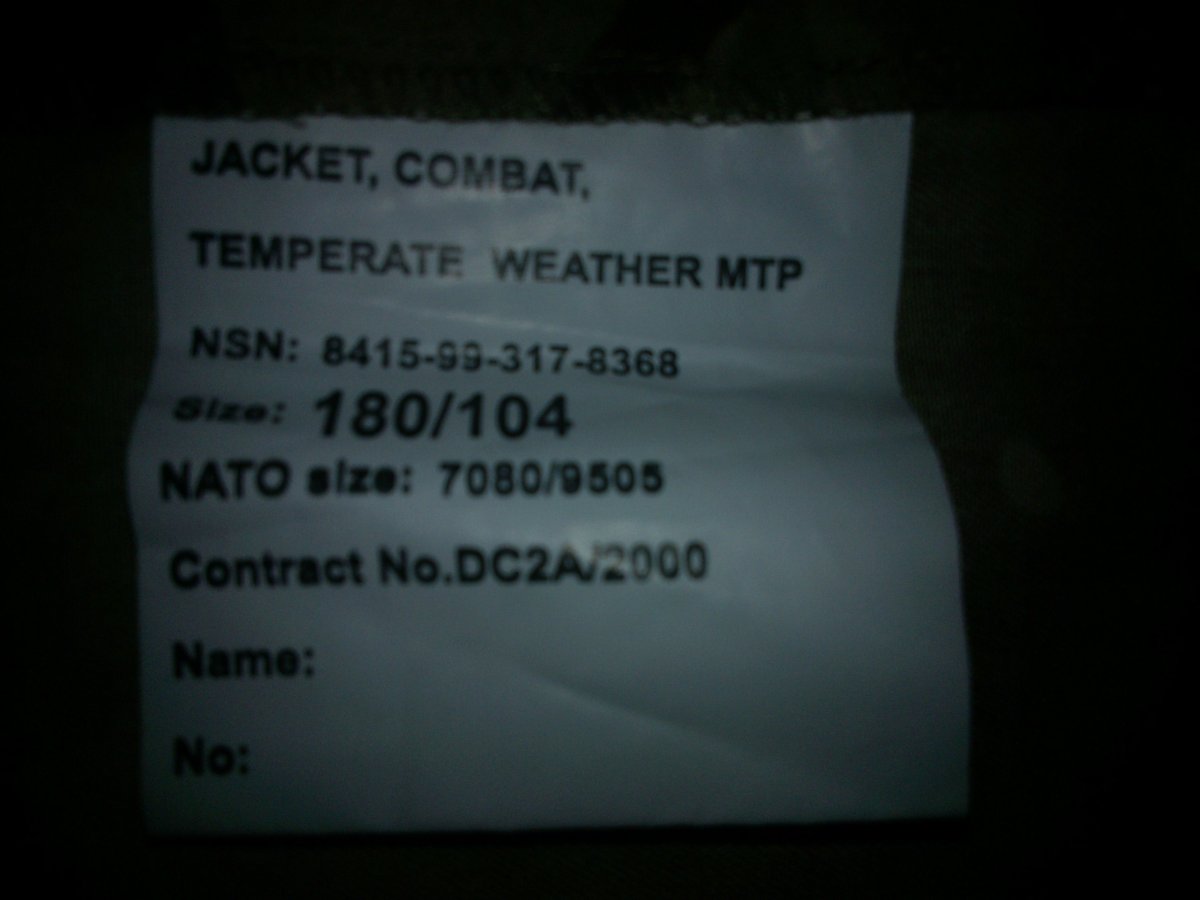 JACKET, COMBAT,
TEMPERATE WEATHER MTP
NSN: 8415-99-317-8368
Size: 180/104
NATO size: 7080/9505
Contract No.DC2A/2000
Name:
No: